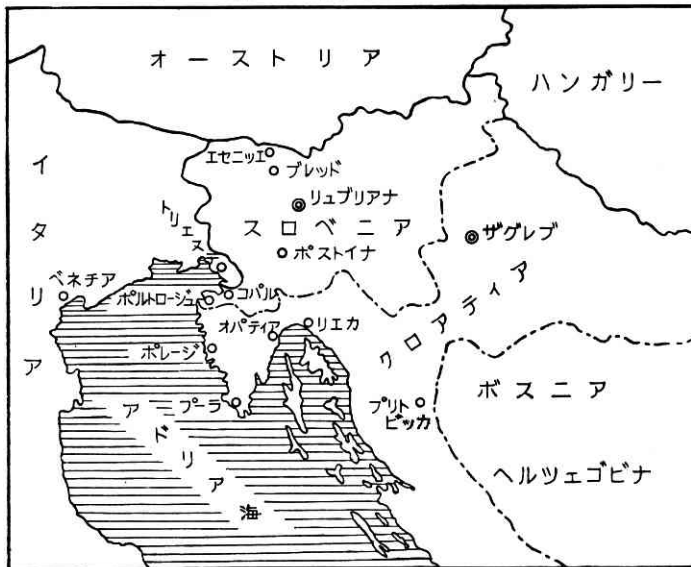 オーストリア
ハンガリー
イタリア
エセニッエ
ブレッド
リュブリアナ
スロベニア
トリエステ
ザグレブ
ポストイナ
ベネチア
コパル
ポルトロージュ
オパティア
リエカ
クロアティア
ポレージ
プーラ
プリト
ビッカ
ボスニア
ヘルツェゴビナ
アドリア海